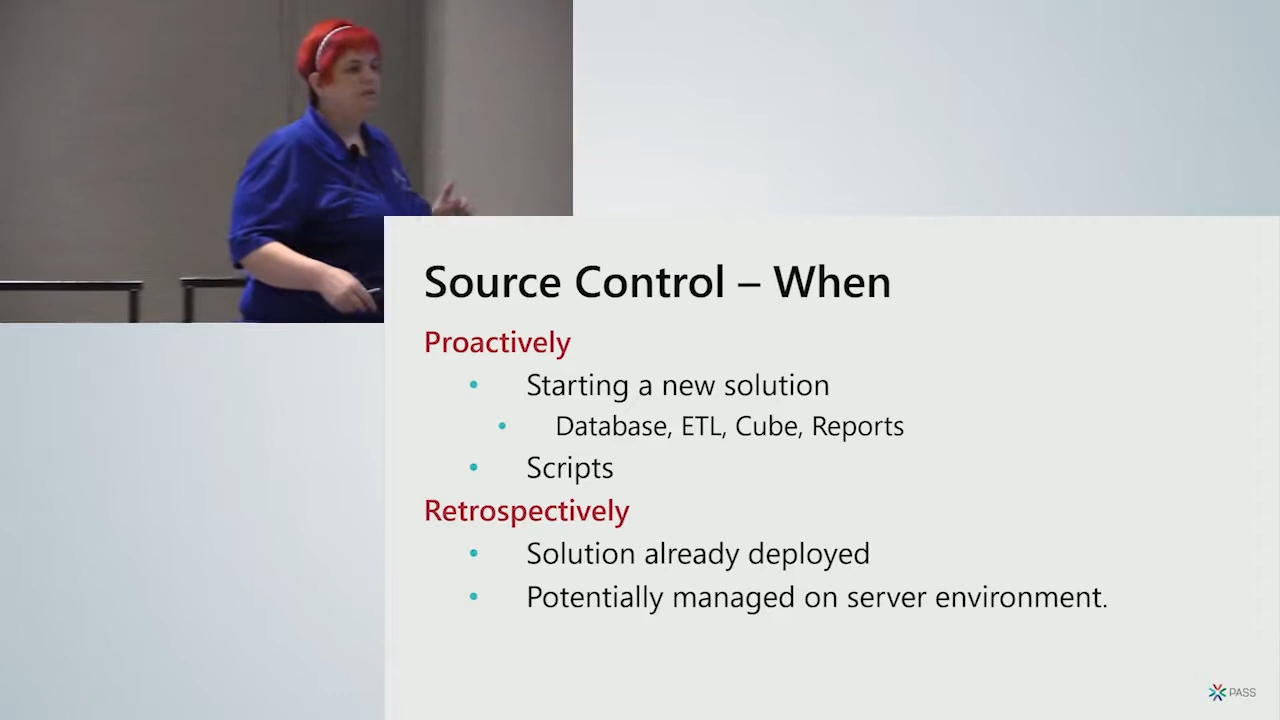 Source Control – When
Proactively
• Starting a new solution
• Database, ETL, Cube, Reports
• Scripts
Retrospectively
• Solution already deployed
• Potentially managed on server environment.
PASS